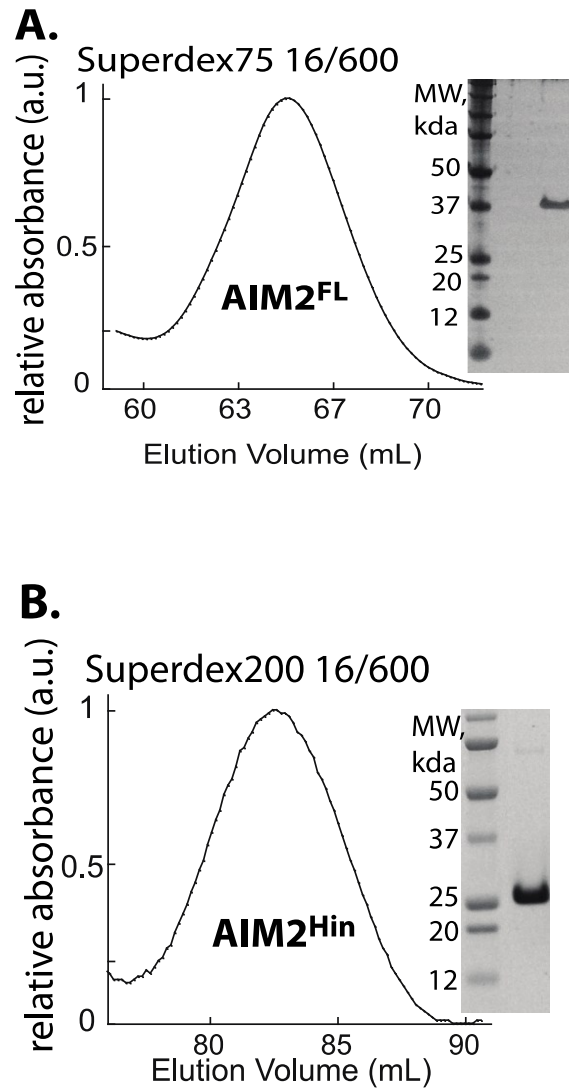 A.
Superdex75 16/600
relative absorbance (a.u.)
1
0.5
0
AIM2FL
60 63 67 70
Elution Volume (mL)
MW,
kda
50
37
25
20
12
B.
Superdex200 16/600
relative absorbance (a.u.)
1
0.5
0
AIM2Hin
80 85 90
Elution Volume (mL)
MW,
kda
50
37
25
20
12